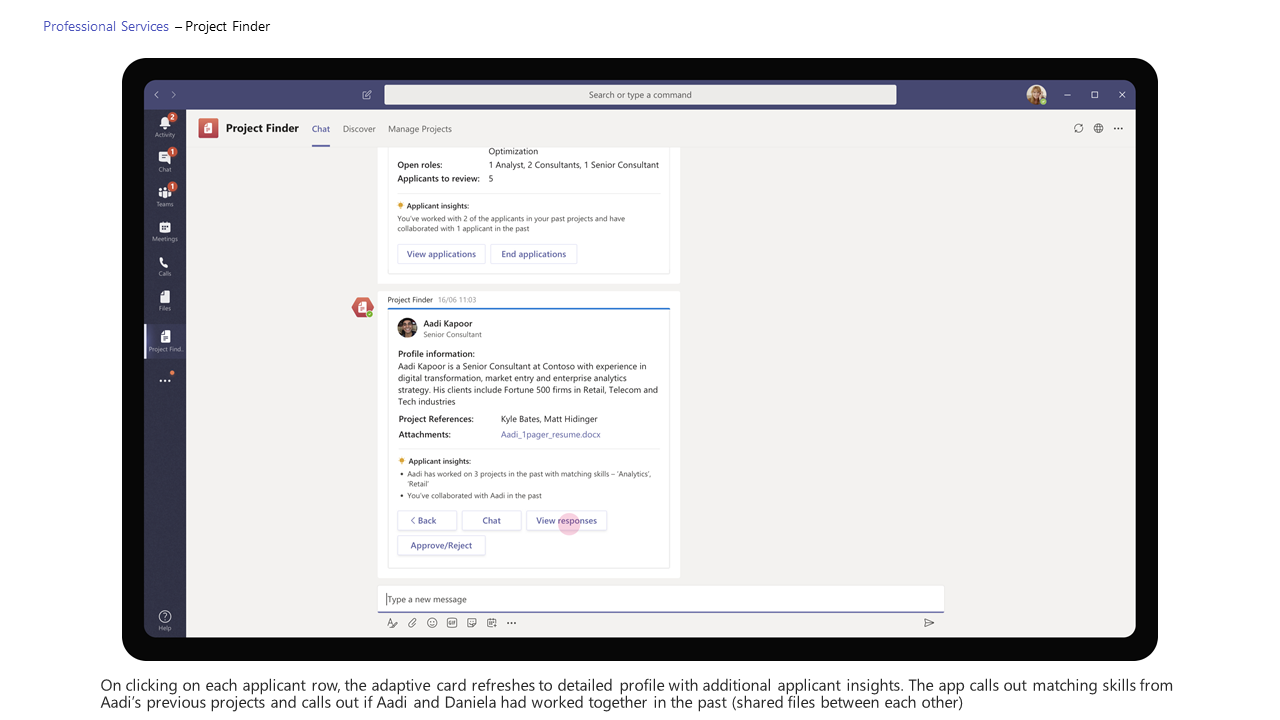 Professional Services – Project Finder
Search or type a command
2
Activity
Project Finder
Chat
Discover
Manage Projects
1
Chat
Optimization
Open roles: 1 Analyst, 2 Consultants, 1 Senior Consultant
Applicants to review: 5
1
Teams
Applicant insights:
You've worked with 2 of the applicants in your past projects and have
collaborated with 1 applicant in the past
Meetings
View applications
End applications
Calls
Files
Project Finder 16/06 11:03
Aadi Kapoor
Senior Consultant
Project Find..
Profile information:
Aadi Kapoor is a Senior Consultant at Contoso with experience in
digital transformation, market entry and enterprise analytics
strategy. His clients include Fortune 500 firms in Retail, Telecom and
Tech industries
Project References: Kyle Bates, Matt Hidinger
Attachments: Aadi_1pager_resume.docx
Applicant insights:
• Aadi has worked on 3 projects in the past with matching skills – 'Analytics',
'Retail'
• You've collaborated with Aadi in the past
< Back
Chat
View responses
Approve/Reject
Type a new message
GIF
Help
On clicking on each applicant row, the adaptive card refreshes to detailed profile with additional applicant insights. The app calls out matching skills from
Aadi's previous projects and calls out if Aadi and Daniela had worked together in the past (shared files between each other)